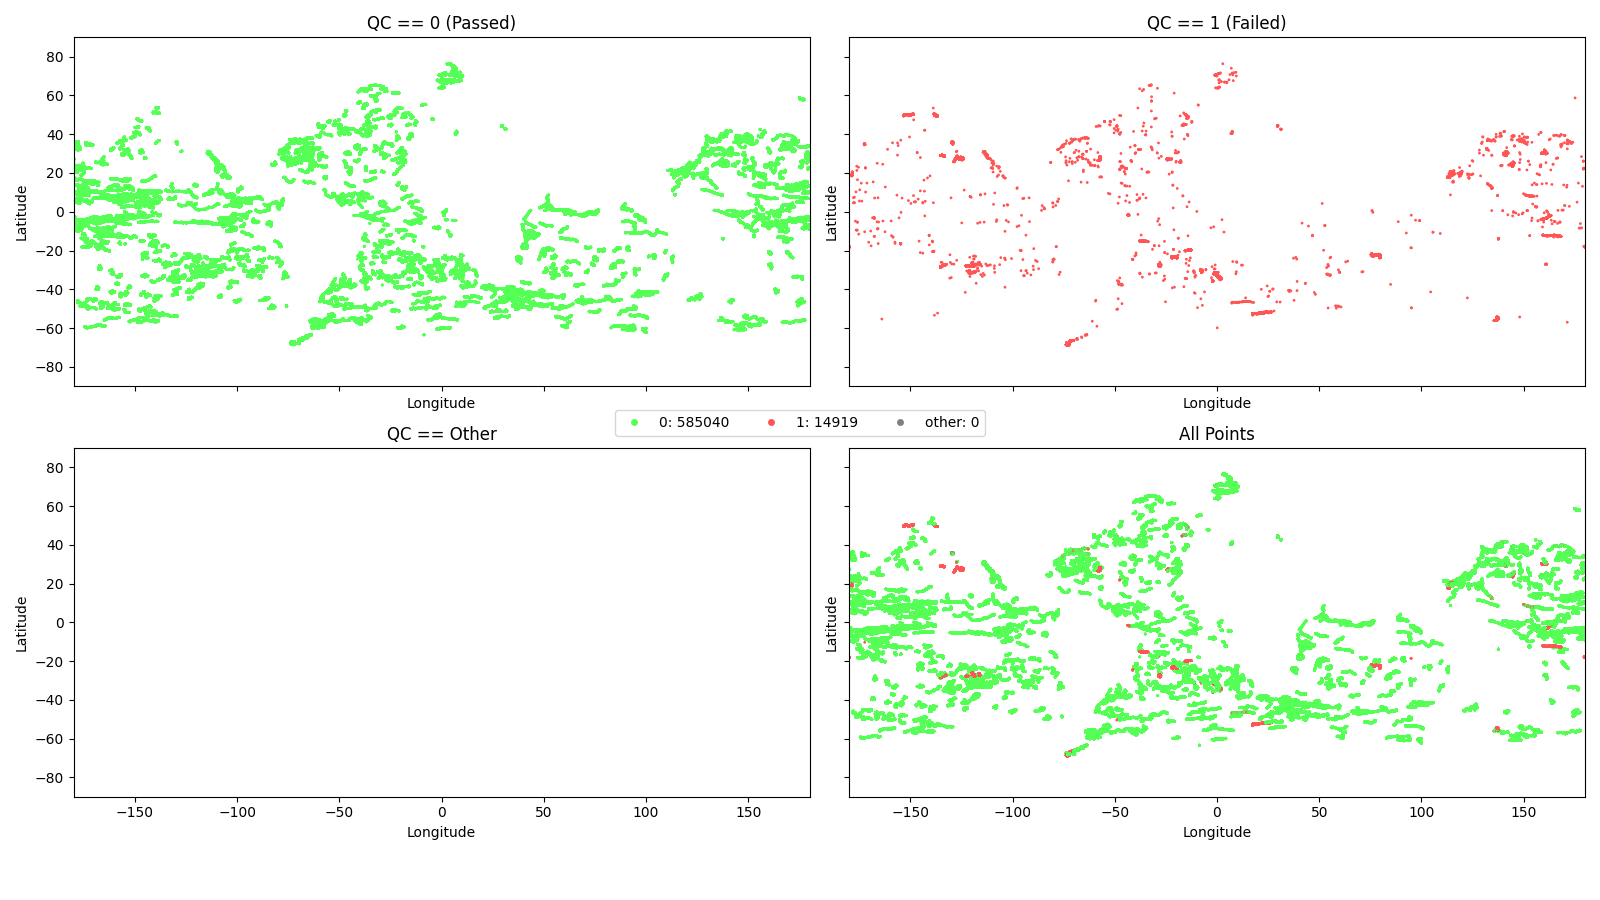 QC == 0 (Passed)
QC == 1 (Failed)
80
60
40
20
0
−20
−40
−60
−80
Latitude
Latitude
Longitude
Longitude
0: 585040
1: 14919
other: 0
QC == Other
All Points
80
60
40
20
0
−20
−40
−60
−80
Latitude
Latitude
−150
−100
−50
0
50
100
150
−150
−100
−50
0
50
100
150
Longitude
Longitude